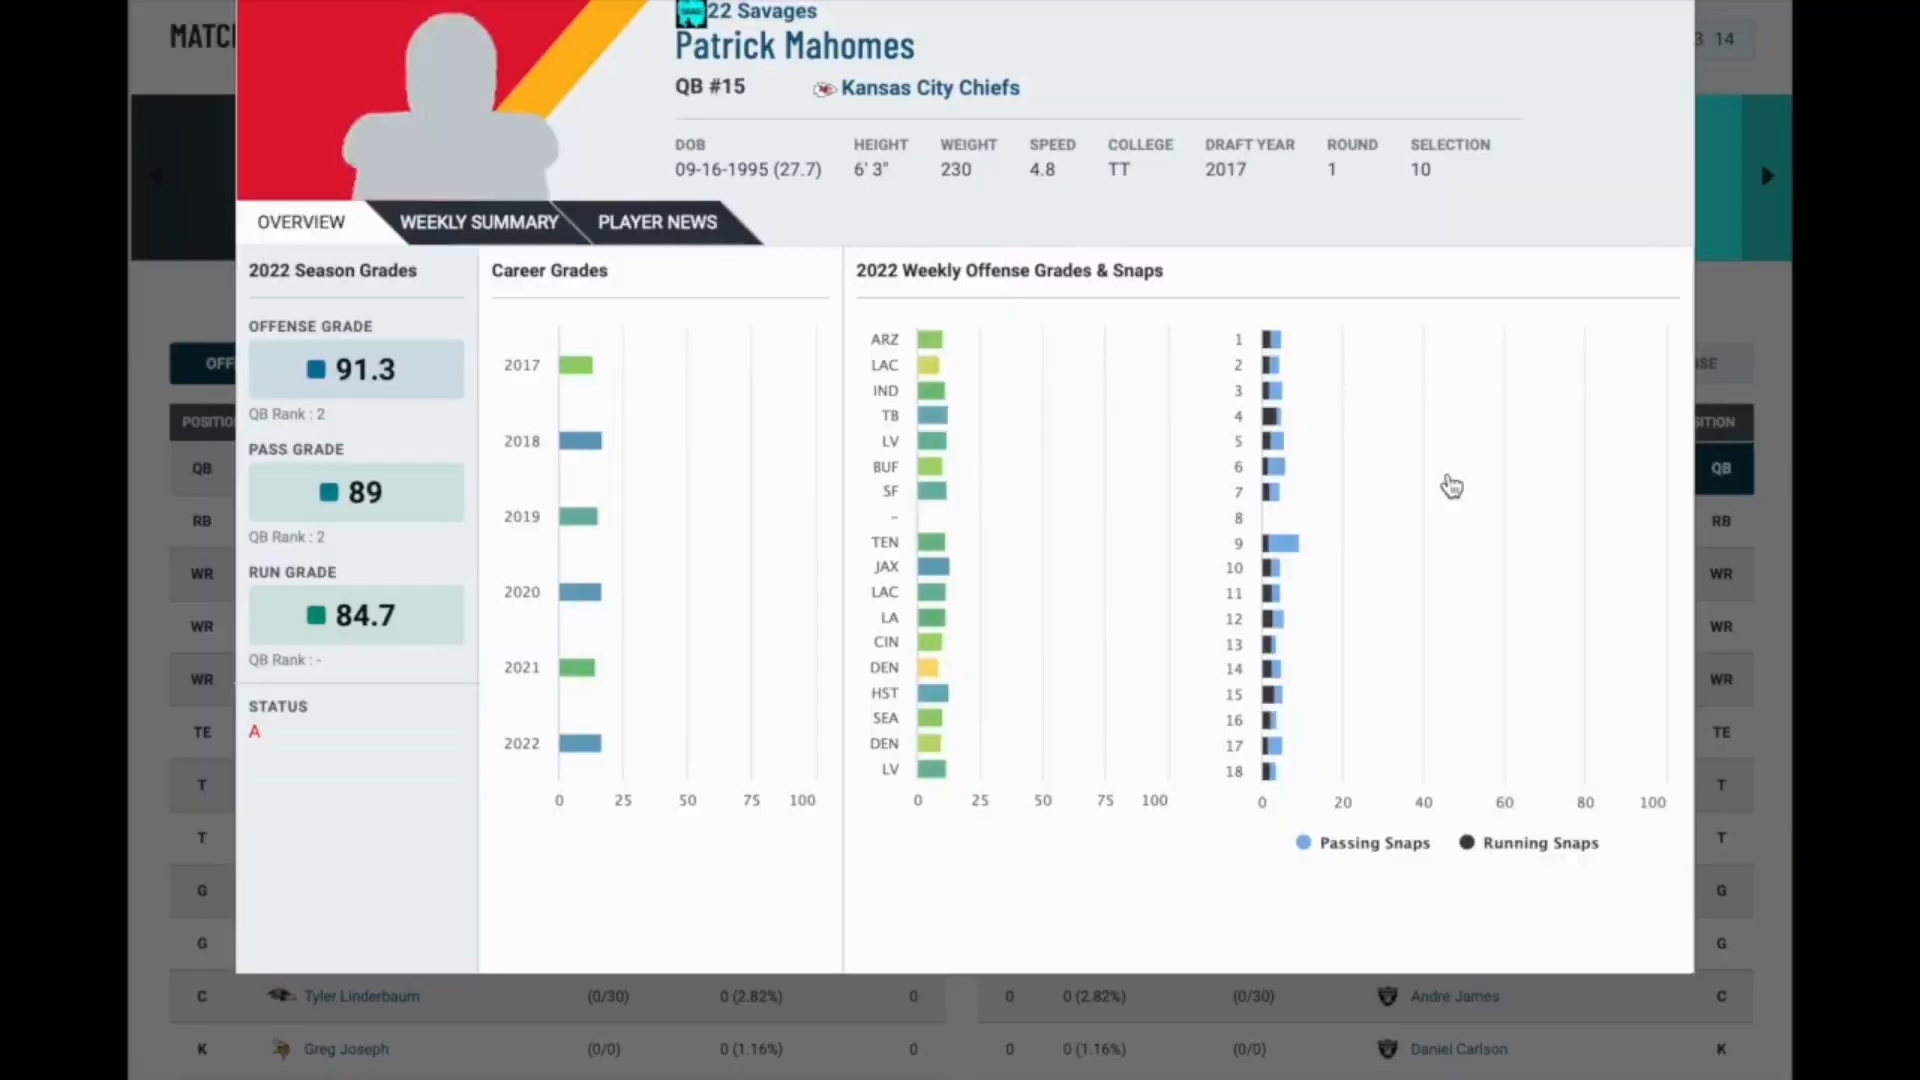 MATC
22 Savages
Patrick Mahomes
3 14
QB #15
Kansas City Chiefs
DOB HEIGHT WEIGHT SPEED COLLEGE DRAFT YEAR ROUND SELECTION
09-16-1995 (27.7) 6' 3" 230 4.8 TT 2017 1 10
OVERVIEW WEEKLY SUMMARY PLAYER NEWS
2022 Season Grades
OFFENSE GRADE
91.3
QB Rank : 2
PASS GRADE
89
QB Rank : 2
RUN GRADE
84.7
QB Rank : -
STATUS
A
Career Grades
2017
2018
2019
2020
2021
2022
0 25 50 75 100
2022 Weekly Offense Grades & Snaps
ARZ 1
LAC 2
IND 3
TB 4
LV 5
BUF 6
SF 7
– 8
TEN 9
JAX 10
LAC 11
LA 12
CIN 13
DEN 14
HST 15
SEA 16
DEN 17
LV 18
0 25 50 75 100
0 20 40 60 80 100
Passing Snaps Running Snaps
OFF
POSITIO
QB
RB
WR
WR
WR
TE
T
T
G
G
SE
ITION
QB
RB
WR
WR
WR
TE
T
T
G
G
C Tyler Linderbaum (0/30) 0 (2.82%) 0 0 0 (2.82%) (0/30) Andre James C
K Greg Joseph (0/0) 0 (1.16%) 0 0 0 (1.16%) (0/0) Daniel Carlson K